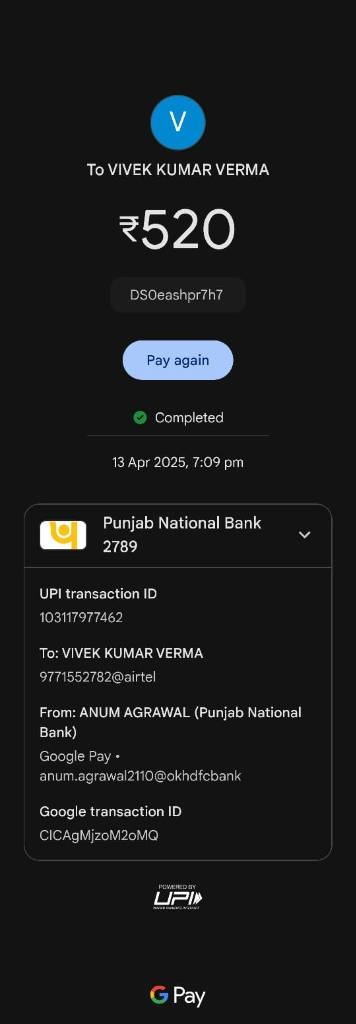 V
To VIVEK KUMAR VERMA
₹520
DS0eashpr7h7
Pay again
Completed
13 Apr 2025, 7:09 pm
Punjab National Bank
2789
UPI transaction ID
103117977462
To: VIVEK KUMAR VERMA
9771552782@airtel
From: ANUM AGRAWAL (Punjab National
Bank)
Google Pay •
anum.agrawal2110@okhdfcbank
Google transaction ID
CICAgMjzoM2oMQ
POWERED BY
UPI
G Pay